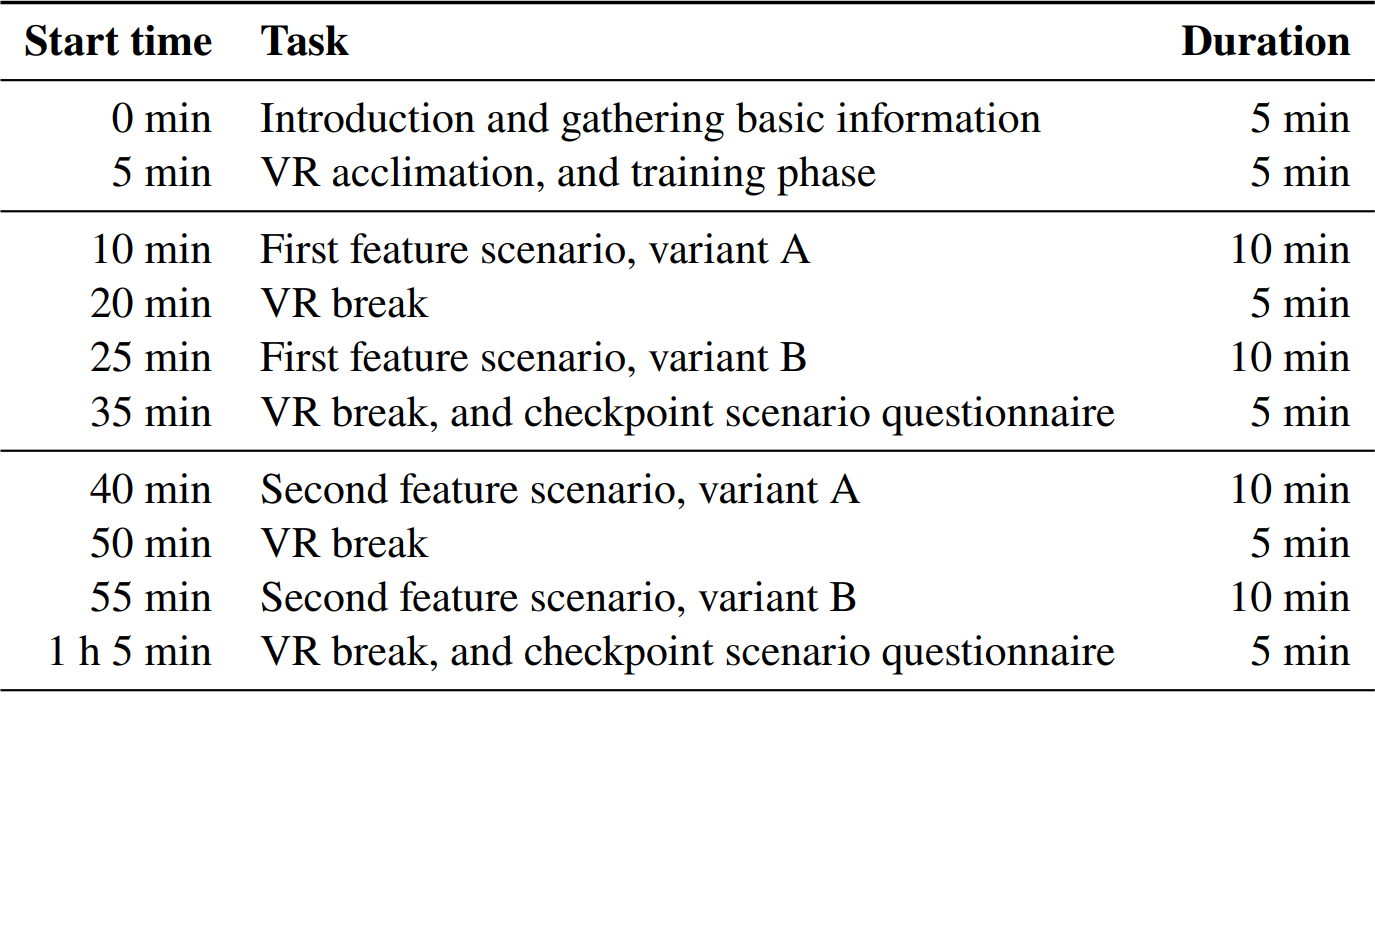 Start time Task Duration
0 min Introduction and gathering basic information 5 min
5 min VR acclimation, and training phase 5 min
10 min First feature scenario, variant A 10 min
20 min VR break 5 min
25 min First feature scenario, variant B 10 min
35 min VR break, and checkpoint scenario questionnaire 5 min
40 min Second feature scenario, variant A 10 min
50 min VR break 5 min
55 min Second feature scenario, variant B 10 min
1 h 5 min VR break, and checkpoint scenario questionnaire 5 min